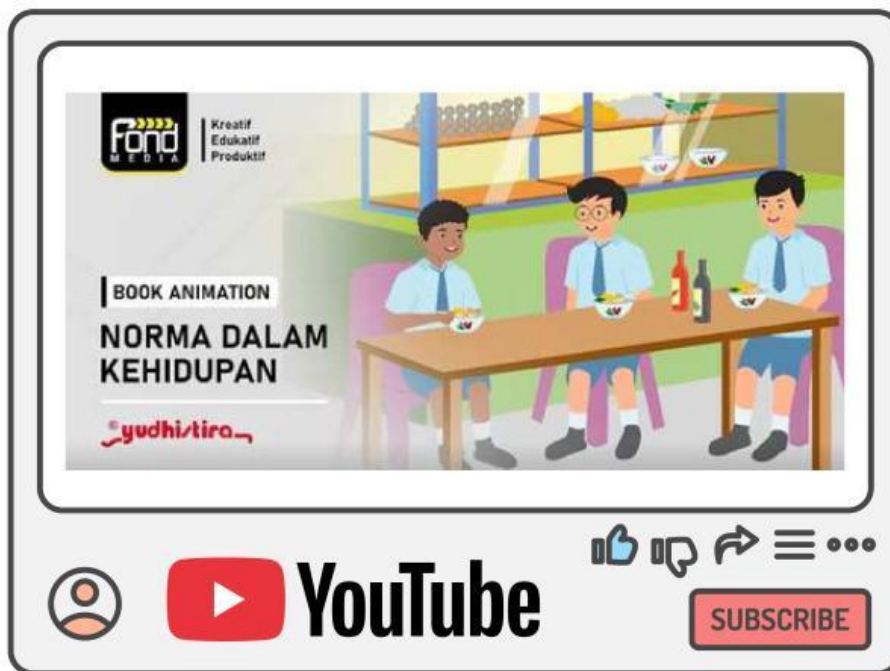 Fond
MEDIA
Kreatif
Edukatif
Produktif
BOOK ANIMATION
NORMA DALAM
KEHIDUPAN
yudhistira
YouTube
SUBSCRIBE